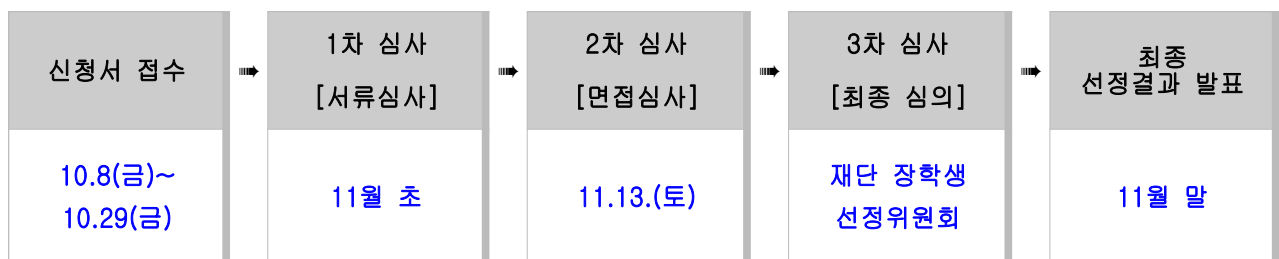 신청서 접수
1차 심사
[서류심사]
2차 심사
[면접심사]
3차 심사
[최종 심의]
최종
선정결과 발표
10.8(금)~
10.29(금)
11월 초
11.13.(토)
재단 장학생
선정위원회
11월 말